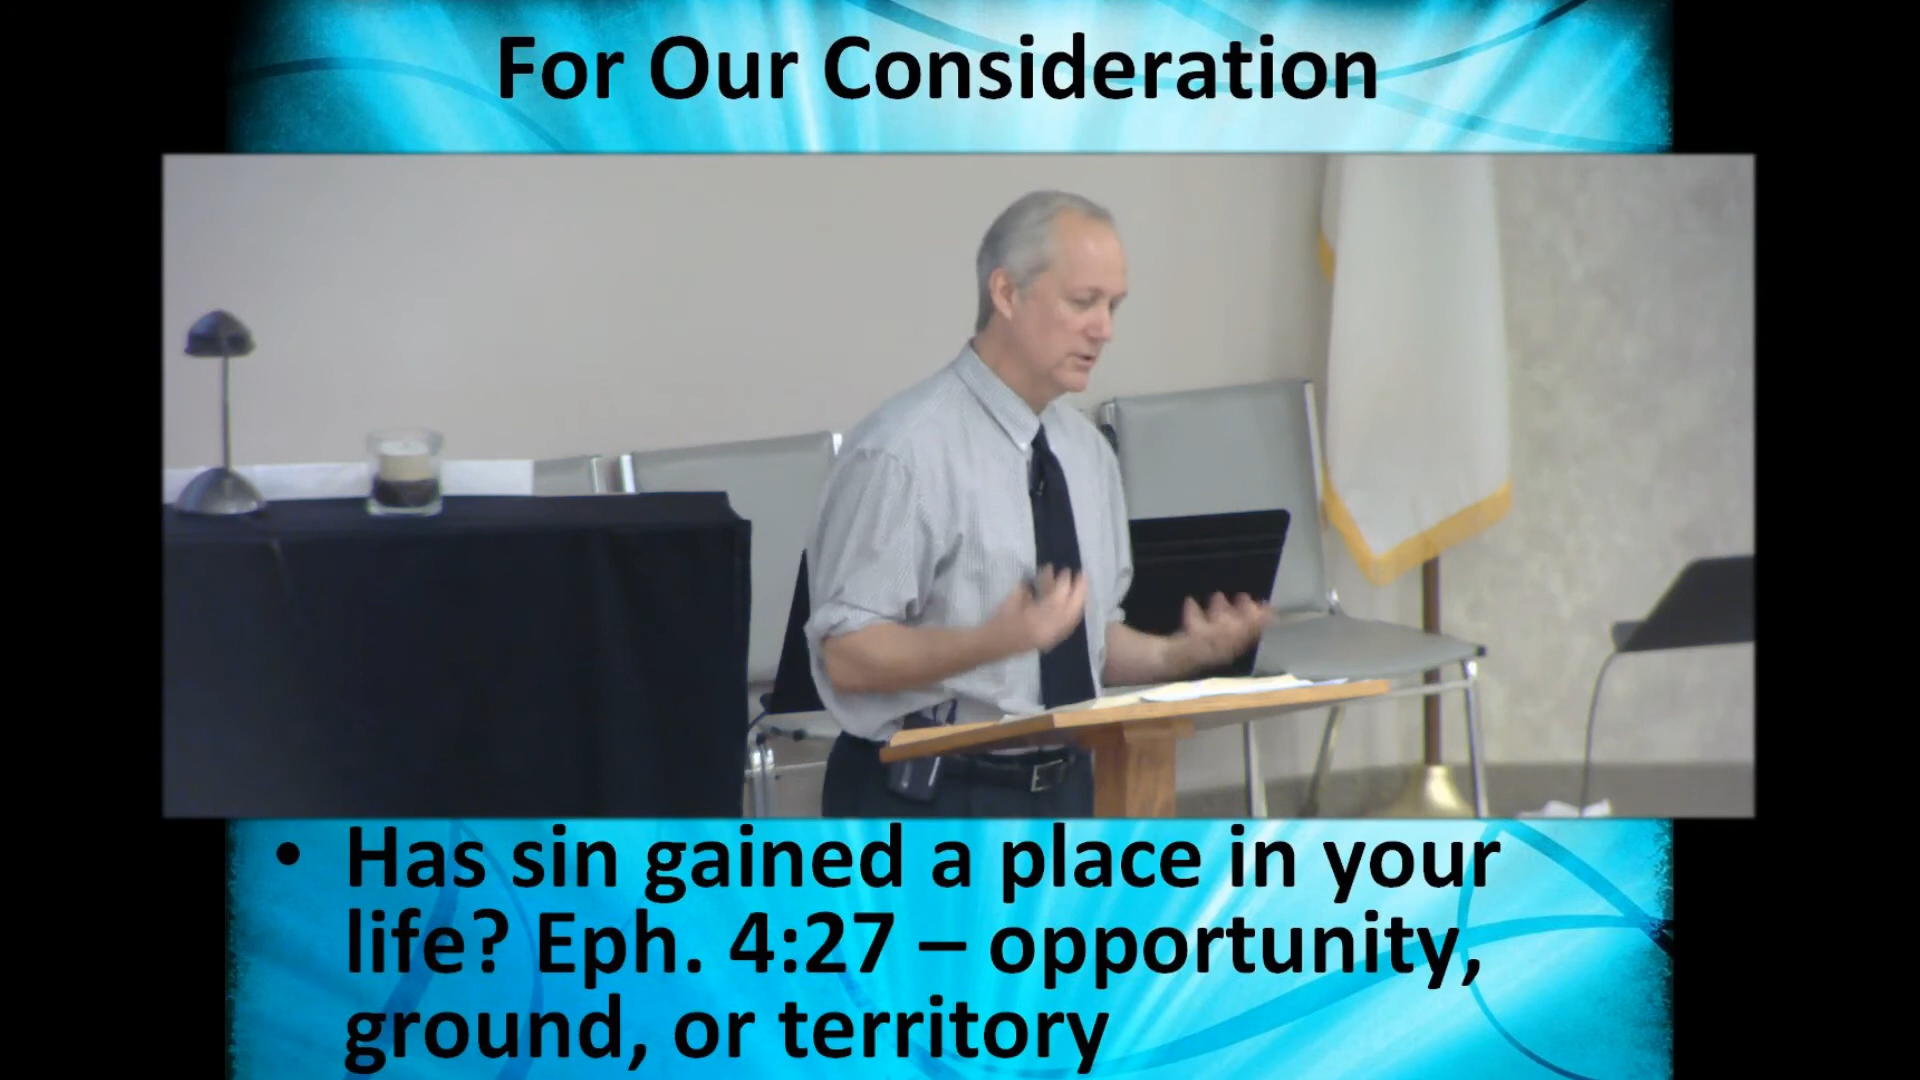 For Our Consideration
• Has sin gained a place in your
life? Eph. 4:27 – opportunity,
ground, or territory